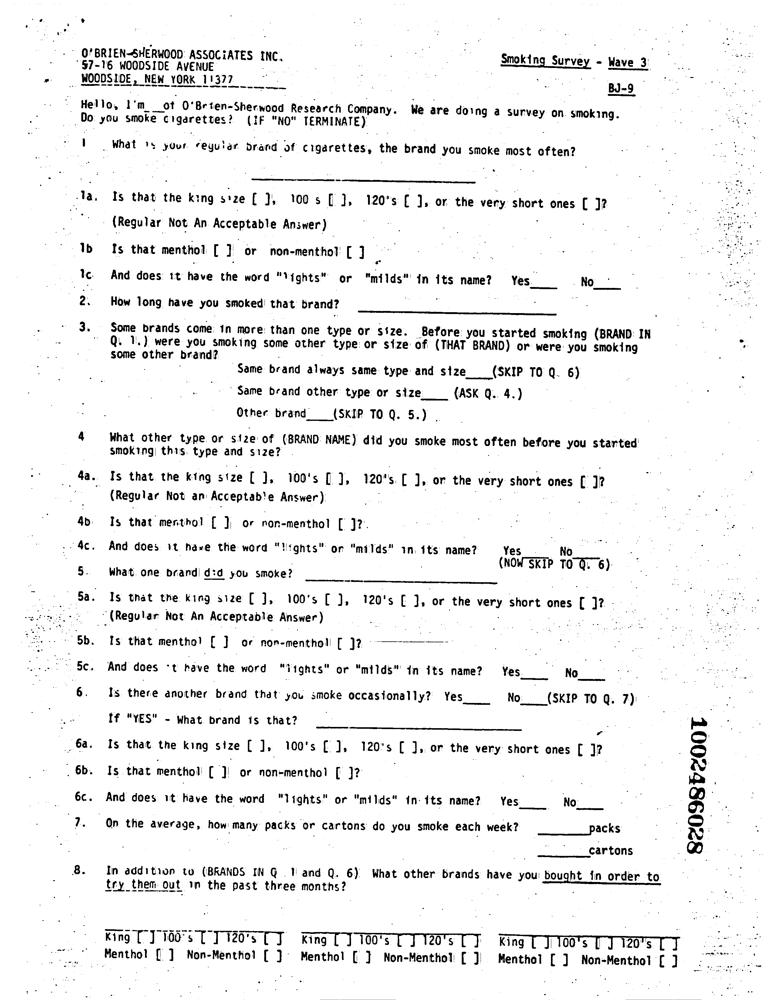 O'BRIEN-SHERWOOD ASSOCIATES INC.
57-16 WOODSIDE AVENUE
WOODSIDE, NEW YORK 11377
Smoking Survey - Wave 3
BJ-9
Hello, I'm __ of O'Brien-Sherwood Research Company. We are doing a survey on smoking.
Do you smoke cigarettes? (IF "NO" TERMINATE)
1 What is your regular brand of cigarettes, the brand you smoke most often?
1a. Is that the king size [ ], 100 s [ ], 120's [ ], or the very short ones [ ]?
(Regular Not An Acceptable Answer)
1b Is that menthol [ ] or non-menthol [ ]
1c And does it have the word "lights" or "milds" in its name? Yes____ No____
2. How long have you smoked that brand? ____________________
3. Some brands come in more than one type or size. Before you started smoking (BRAND IN
Q. 1.) were you smoking some other type or size of (THAT BRAND) or were you smoking
some other brand?
Same brand always same type and size____(SKIP TO Q. 6)
Same brand other type or size____ (ASK Q. 4.)
Other brand____(SKIP TO Q. 5.)
4 What other type or size of (BRAND NAME) did you smoke most often before you started
smoking this type and size?
4a. Is that the king size [ ], 100's [ ], 120's [ ], or the very short ones [ ]?
(Regular Not an Acceptable Answer)
4b Is that menthol [ ] or non-menthol [ ]?
4c. And does it have the word "lights" or "milds" in its name? Yes____ No____
(NOW SKIP TO Q. 6)
5. What one brand did you smoke? ____________________
5a. Is that the king size [ ], 100's [ ], 120's [ ], or the very short ones [ ]?
(Regular Not An Acceptable Answer)
5b. Is that menthol [ ] or non-menthol [ ]?
5c. And does it have the word "lights" or "milds" in its name? Yes____ No____
6. Is there another brand that you smoke occasionally? Yes____ No____(SKIP TO Q. 7)
If "YES" - What brand is that? ____________________
6a. Is that the king size [ ], 100's [ ], 120's [ ], or the very short ones [ ]?
6b. Is that menthol [ ] or non-menthol [ ]?
6c. And does it have the word "lights" or "milds" in its name? Yes____ No____
7. On the average, how many packs or cartons do you smoke each week? ______packs
______cartons
8. In addition to (BRANDS IN Q 1 and Q. 6) What other brands have you bought in order to
try them out in the past three months?
King [ ] 100's [ ] 120's [ ] King [ ] 100's [ ] 120's [ ] King [ ] 100's [ ] 120's [ ]
Menthol [ ] Non-Menthol [ ] Menthol [ ] Non-Menthol [ ] Menthol [ ] Non-Menthol [ ]
1002486028